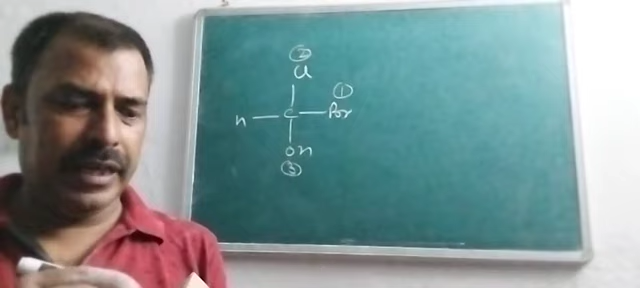 ②
Cl
①
H — C — Br
OH
③